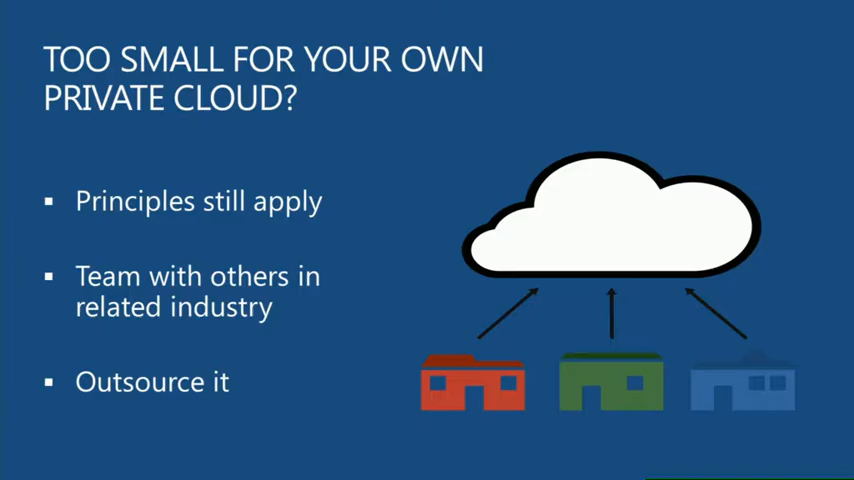 TOO SMALL FOR YOUR OWN
PRIVATE CLOUD?
▪ Principles still apply
▪ Team with others in
related industry
▪ Outsource it